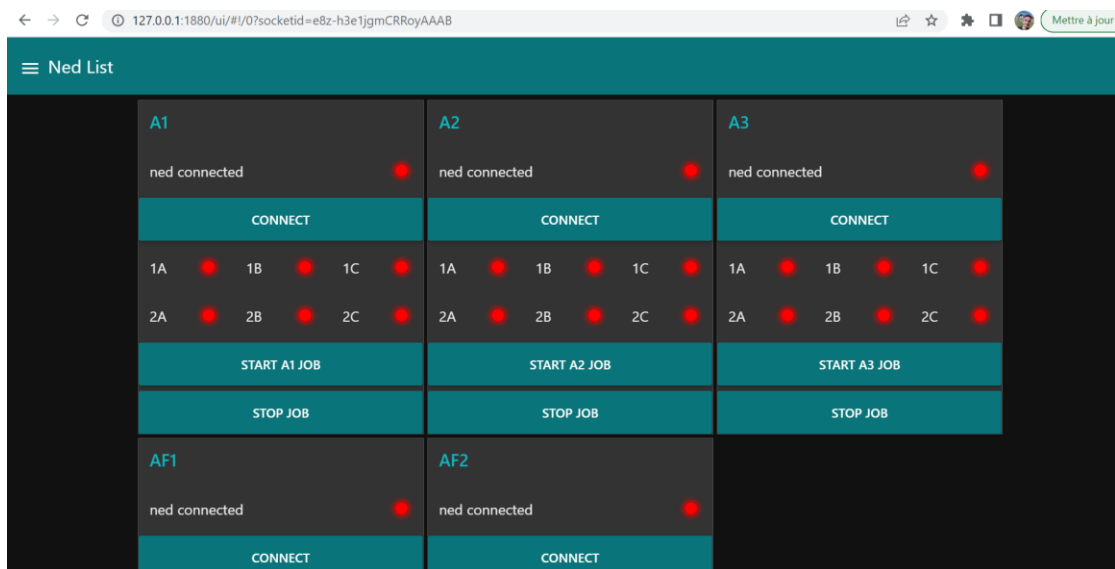 127.0.0.1:1880/ui/#!/0?socketid=e8z-h3e1jgmCRRoyAAAB
Mettre à jour
Ned List
A1 A2 A3
ned connected ned connected ned connected
CONNECT CONNECT CONNECT
1A 1B 1C 1A 1B 1C 1A 1B 1C
2A 2B 2C 2A 2B 2C 2A 2B 2C
START A1 JOB START A2 JOB START A3 JOB
STOP JOB STOP JOB STOP JOB
AF1 AF2
ned connected ned connected
CONNECT CONNECT